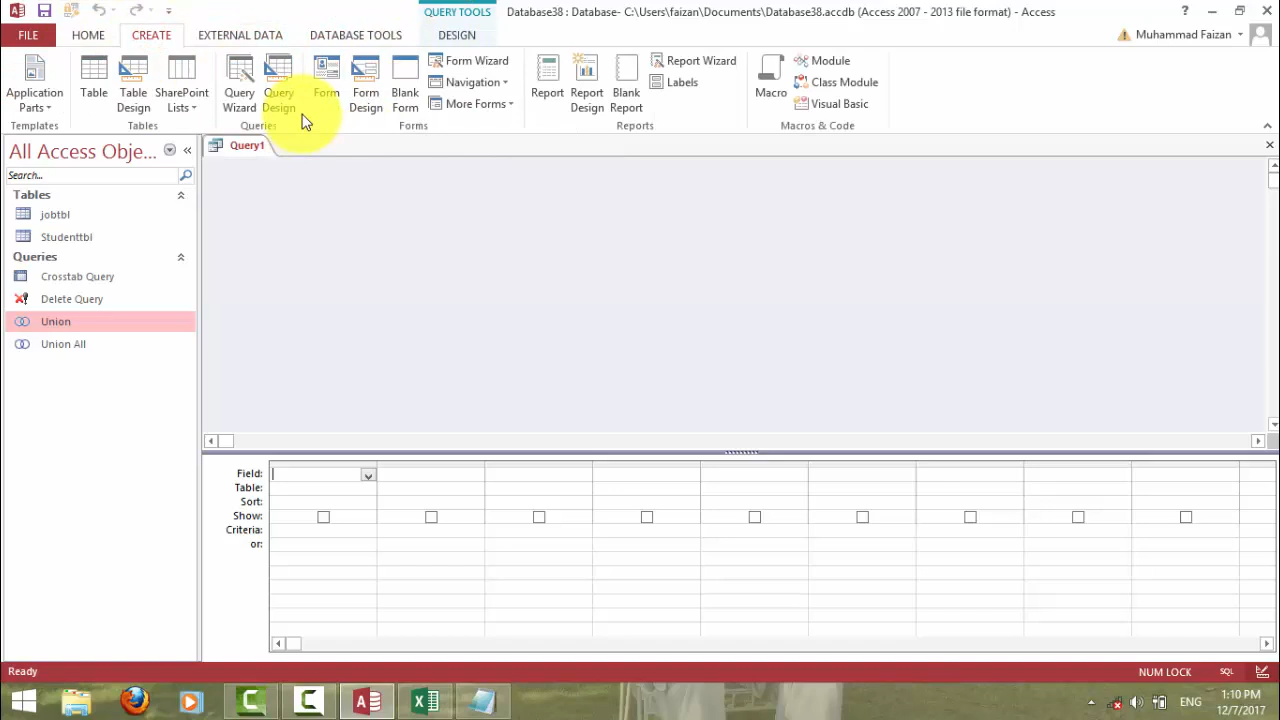 QUERY TOOLS
Database38 : Database- C:\Users\faizan\Documents\Database38.accdb (Access 2007 - 2013 file format) - Access
?
FILE HOME CREATE EXTERNAL DATA DATABASE TOOLS DESIGN
Muhammad Faizan
Application Parts
Table
Table Design
SharePoint Lists
Query Wizard
Query Design
Form
Form Design
Blank Form
Form Wizard
Navigation
More Forms
Report
Report Design
Blank Report
Report Wizard
Labels
Macro
Module
Class Module
Visual Basic
Templates Tables Queries Forms Reports Macros & Code
All Access Obje...
Search...
Tables
jobtbl
Studenttbl
Queries
Crosstab Query
Delete Query
Union
Union All
Query1
Field:
Table:
Sort:
Show:
Criteria:
or:
Ready
NUM LOCK
SQL
ENG
1:10 PM
12/7/2017